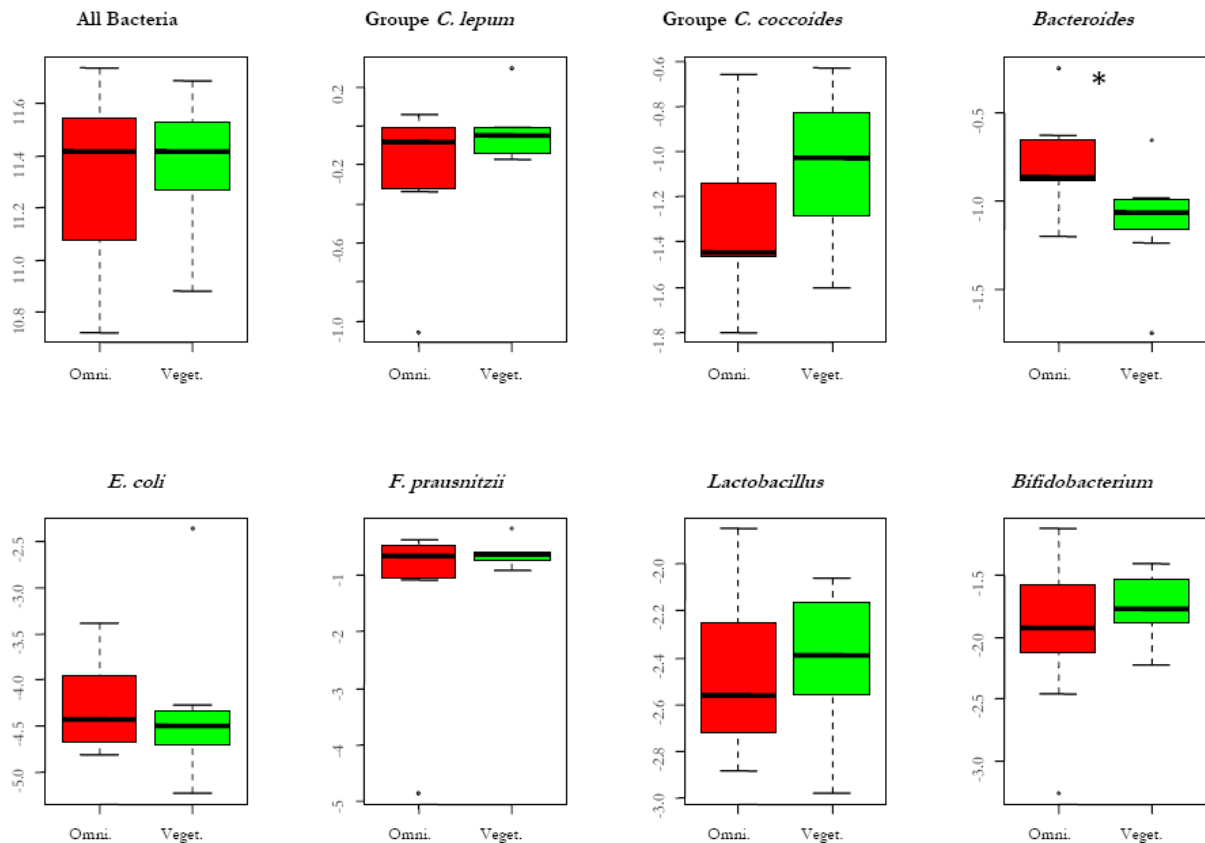 All Bacteria
Groupe C. lepum
Groupe C. coccoides
Bacteroides
11.6
11.4
11.2
11.0
10.8
Omni.
Veget.
0.2
-0.2
-0.6
-1.0
Omni.
Veget.
-0.6
-0.8
-1.0
-1.2
-1.4
-1.6
-1.8
Omni.
Veget.
*
-0.5
-1.0
-1.5
Omni.
Veget.
E. coli
F. prausnitzii
Lactobacillus
Bifidobacterium
-2.5
-3.0
-3.5
-4.0
-4.5
-5.0
Omni.
Veget.
-1
-2
-3
-4
-5
Omni.
Veget.
-2.0
-2.2
-2.4
-2.6
-2.8
-3.0
Omni.
Veget.
-1.5
-2.0
-2.5
-3.0
Omni.
Veget.